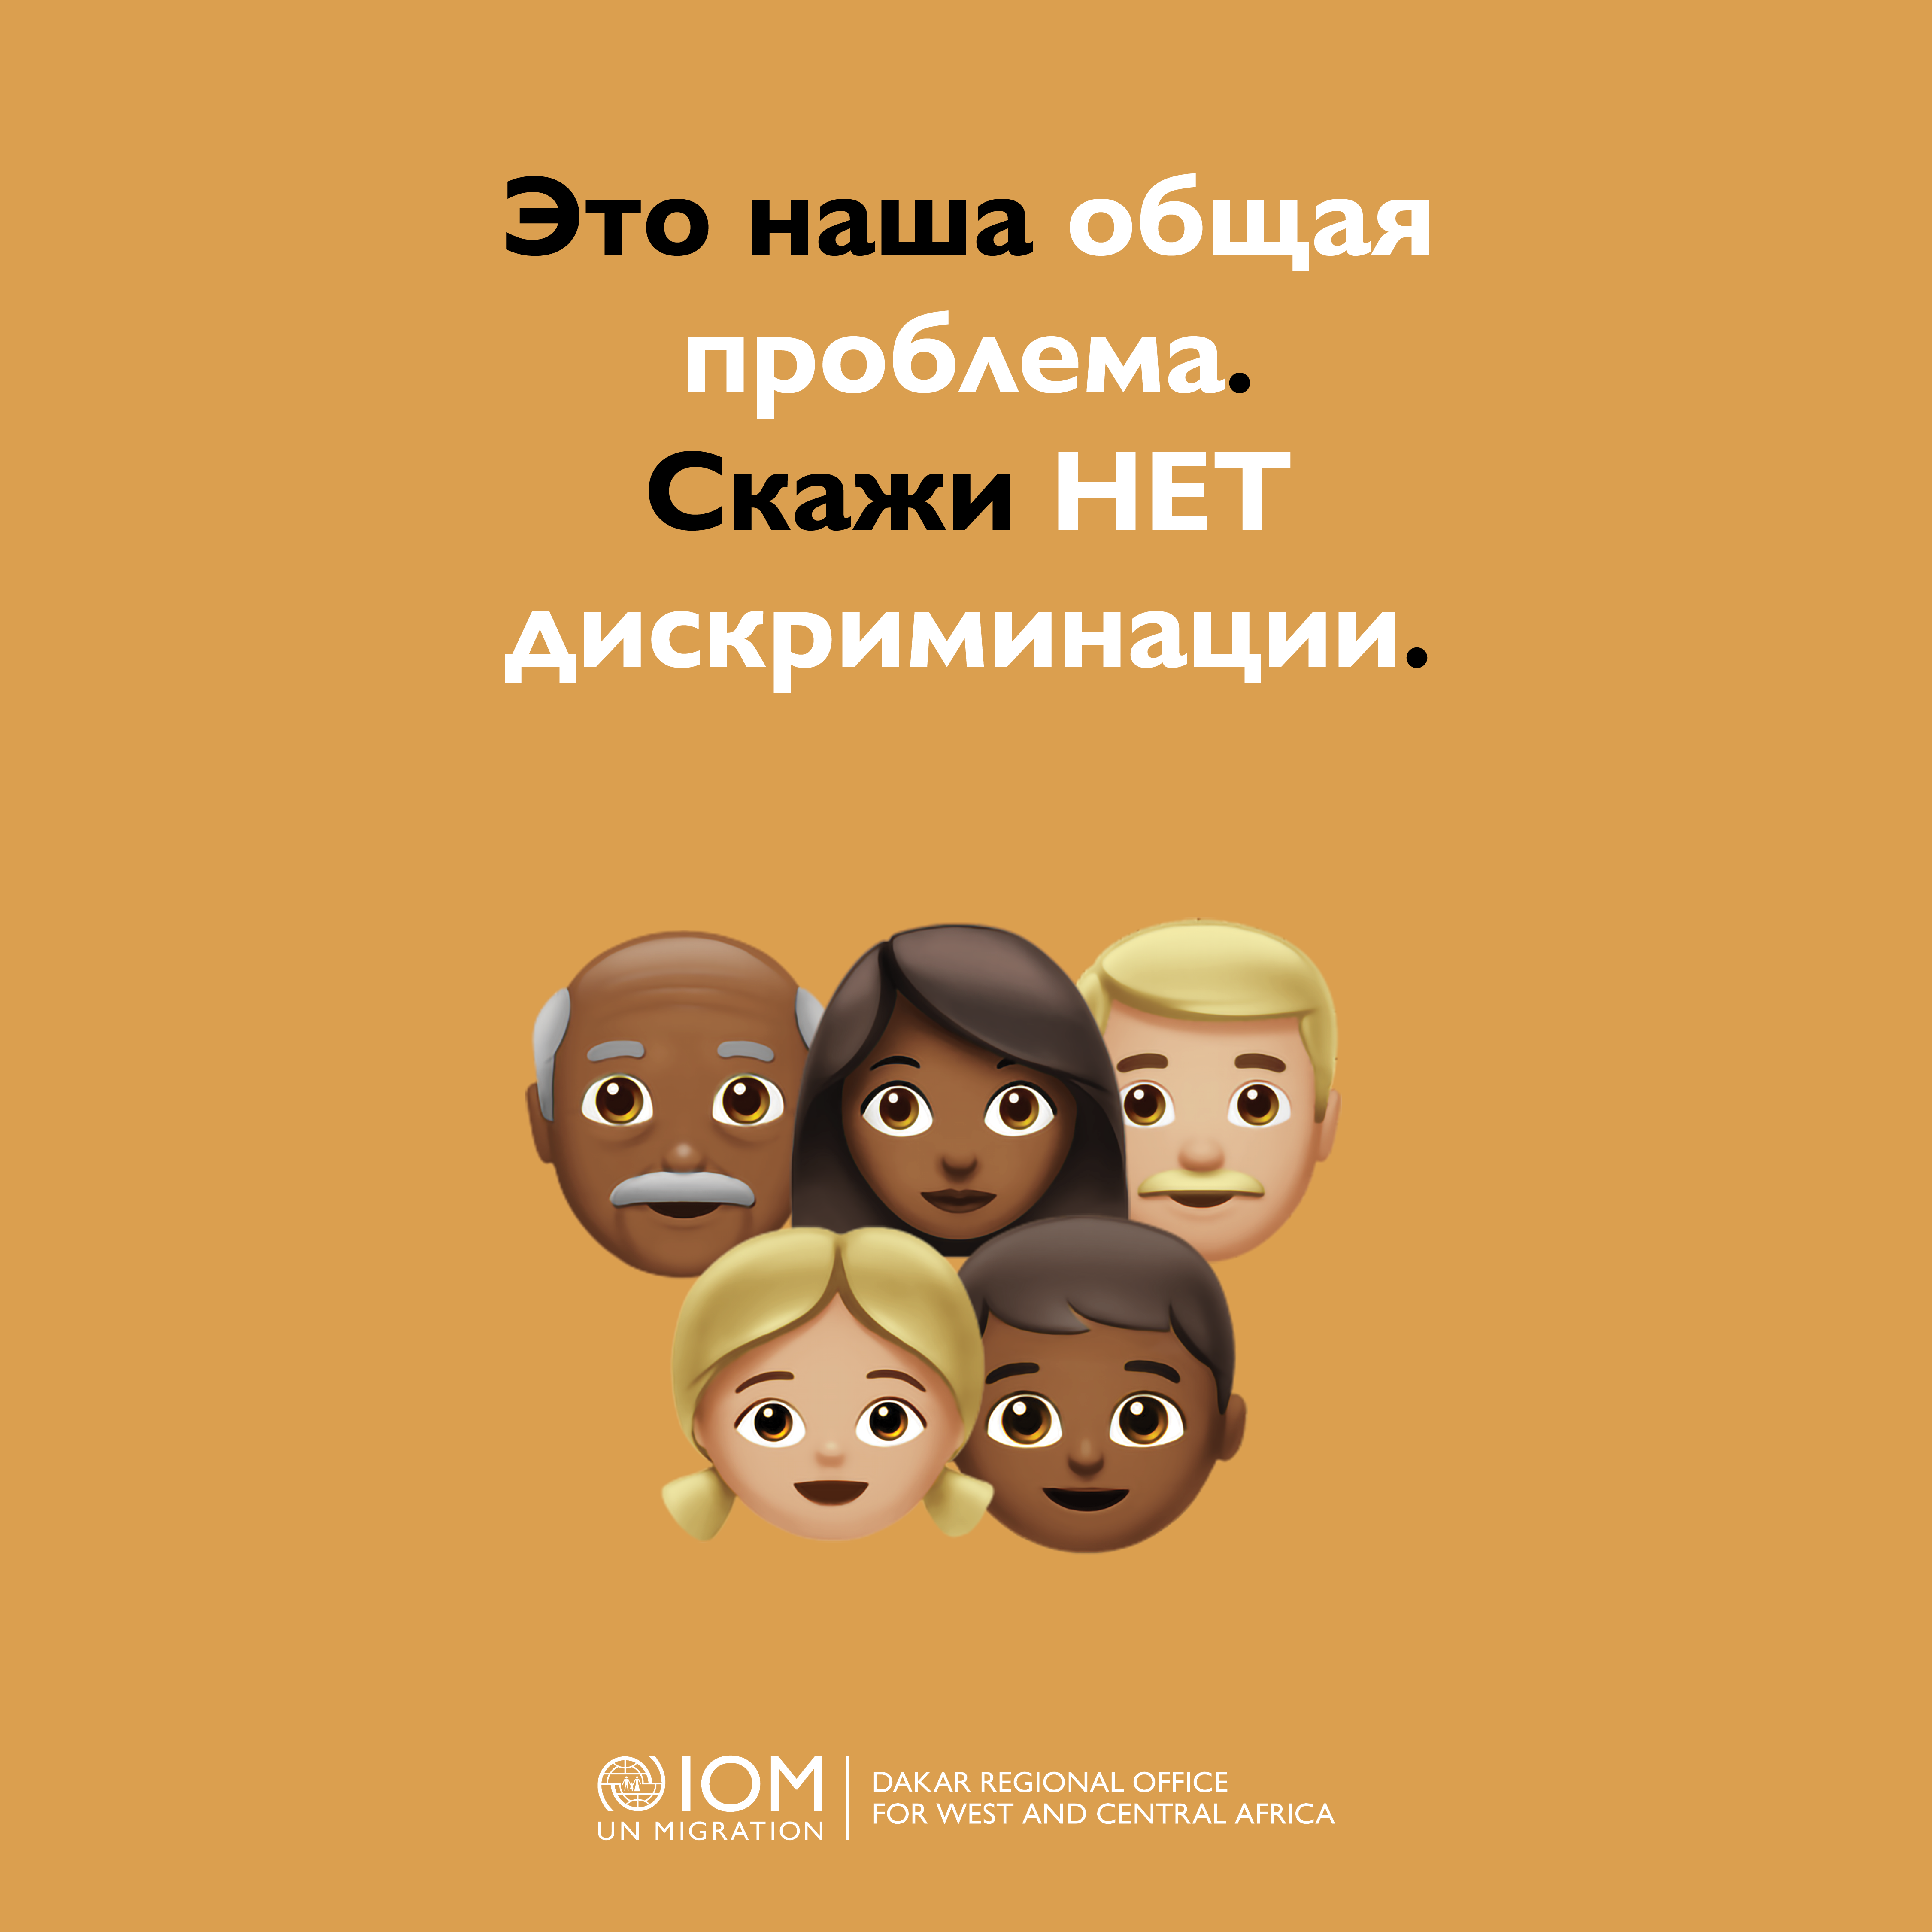 Это наша общая
проблема.
Скажи НЕТ
дискриминации.
IOM
UN MIGRATION
DAKAR REGIONAL OFFICE
FOR WEST AND CENTRAL AFRICA